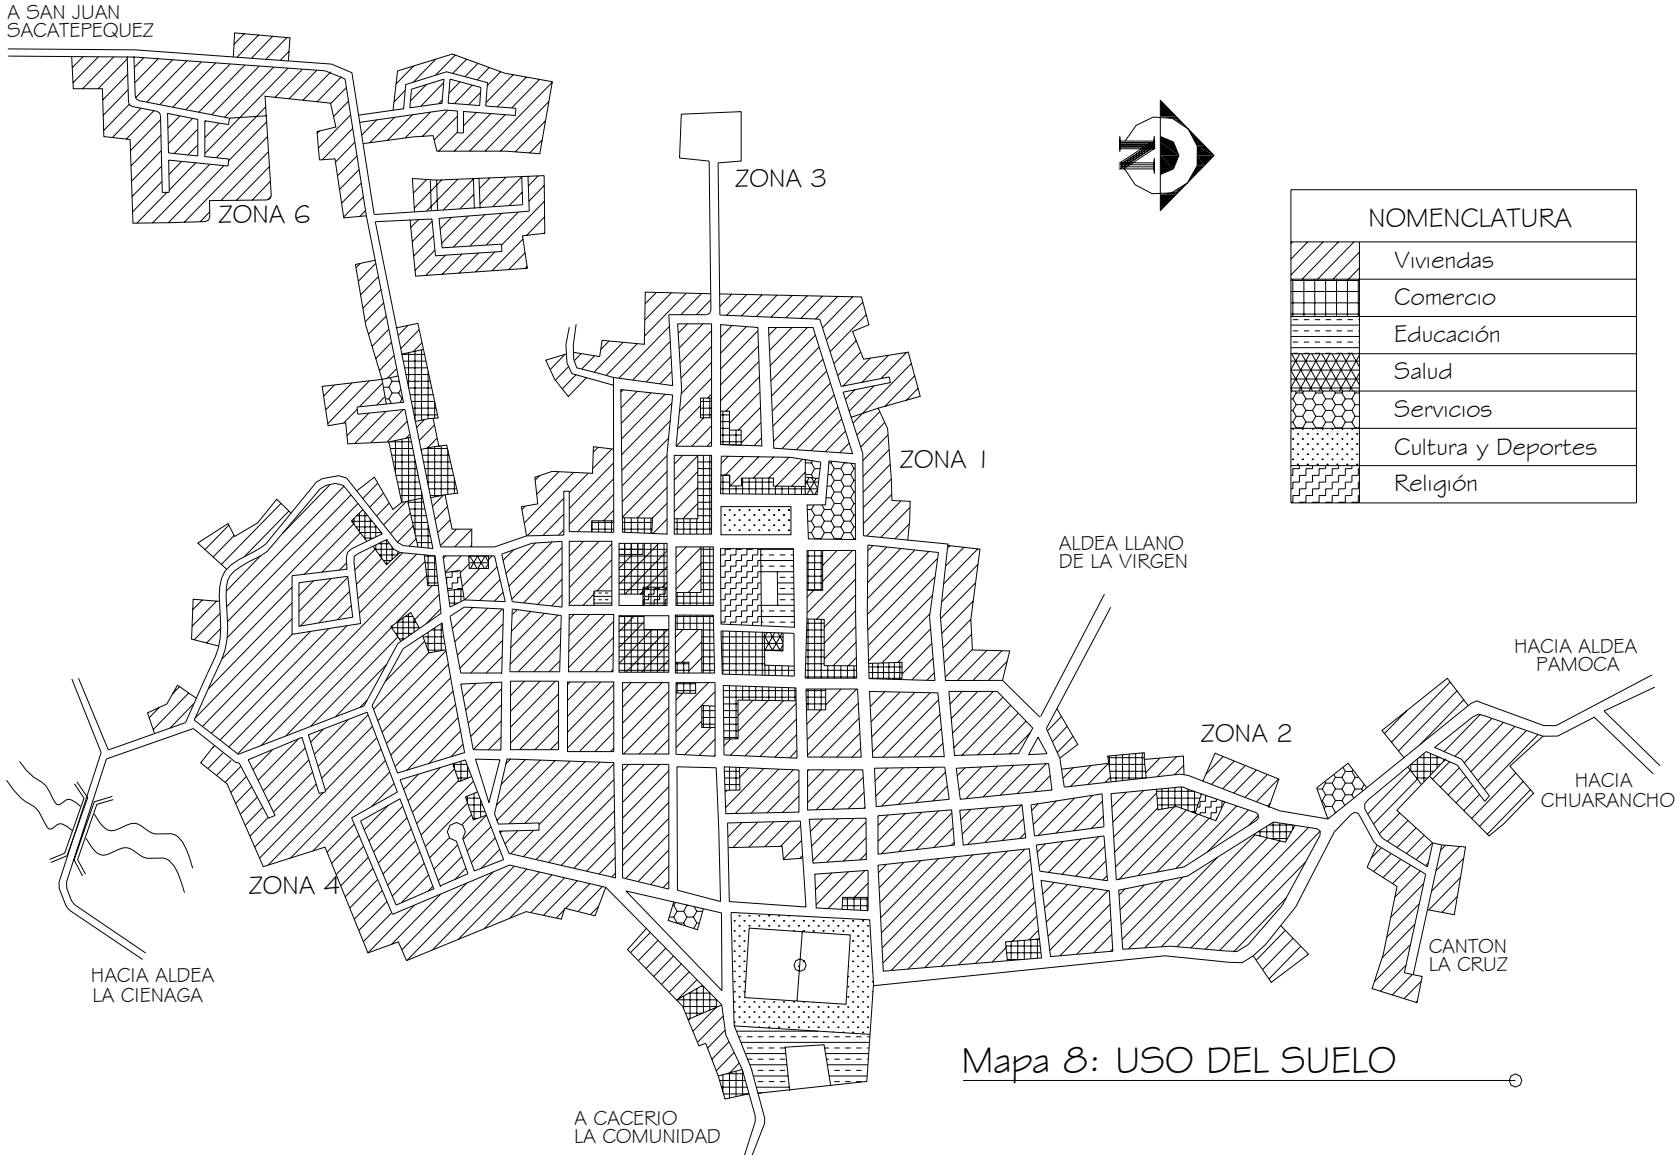 A SAN JUAN
SACATEPEQUEZ
ZONA 3
ZONA 6
N
NOMENCLATURA
Viviendas
Comercio
Educación
Salud
Servicios
Cultura y Deportes
Religión
ZONA 1
ALDEA LLANO
DE LA VIRGEN
HACIA ALDEA
PAMOCA
ZONA 2
HACIA
CHUARANCHO
ZONA 4
CANTON
LA CRUZ
HACIA ALDEA
LA CIENAGA
Mapa 8: USO DEL SUELO
A CACERIO
LA COMUNIDAD